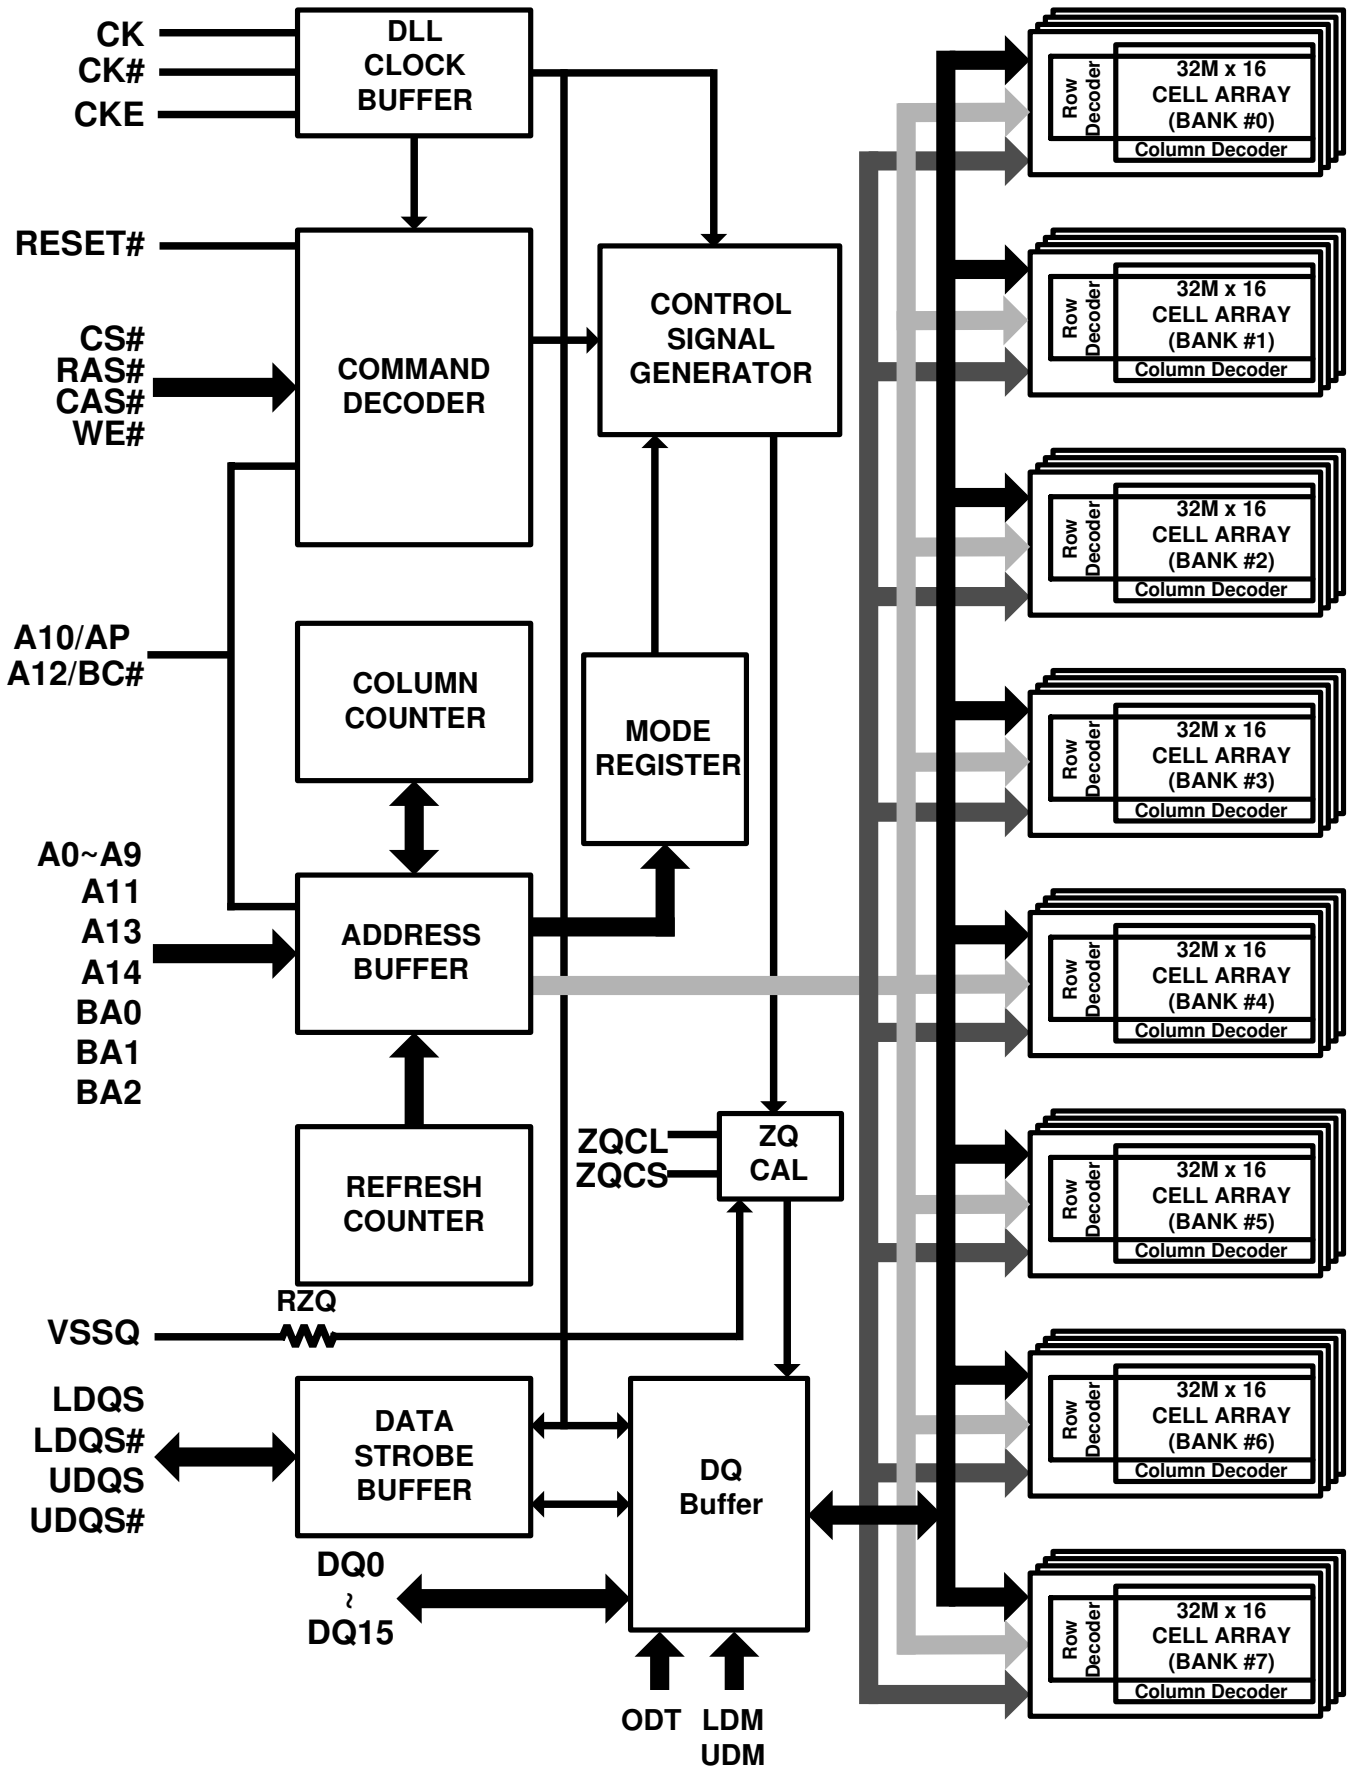 CK
CK#
CKE
DLL
CLOCK
BUFFER
RESET#
CS#
RAS#
CAS#
WE#
COMMAND
DECODER
CONTROL
SIGNAL
GENERATOR
A10/AP
A12/BC#
COLUMN
COUNTER
MODE
REGISTER
A0~A9
A11
A13
A14
BA0
BA1
BA2
ADDRESS
BUFFER
REFRESH
COUNTER
ZQCL
ZQCS
ZQ
CAL
RZQ
VSSQ
LDQS
LDQS#
UDQS
UDQS#
DATA
STROBE
BUFFER
DQ
Buffer
DQ0
~
DQ15
ODT
LDM
UDM
Row
Decoder
32M x 16
CELL ARRAY
(BANK #0)
Column Decoder
Row
Decoder
32M x 16
CELL ARRAY
(BANK #1)
Column Decoder
Row
Decoder
32M x 16
CELL ARRAY
(BANK #2)
Column Decoder
Row
Decoder
32M x 16
CELL ARRAY
(BANK #3)
Column Decoder
Row
Decoder
32M x 16
CELL ARRAY
(BANK #4)
Column Decoder
Row
Decoder
32M x 16
CELL ARRAY
(BANK #5)
Column Decoder
Row
Decoder
32M x 16
CELL ARRAY
(BANK #6)
Column Decoder
Row
Decoder
32M x 16
CELL ARRAY
(BANK #7)
Column Decoder